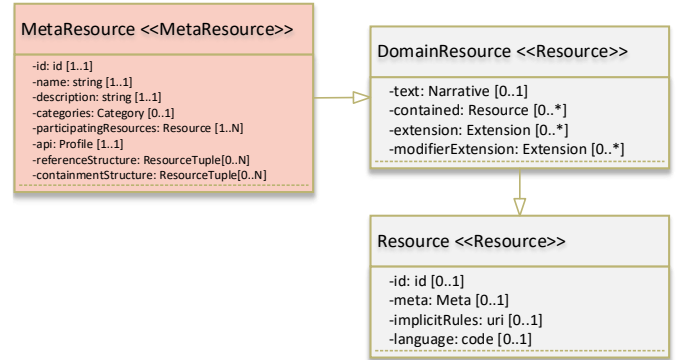 MetaResource <<MetaResource>>
-id: id [1..1]
-name: string [1..1]
-description: string [1..1]
-categories: Category [0..1]
-participatingResources: Resource [1..N]
-api: Profile [1..1]
-referenceStructure: ResourceTuple[0..N]
-containmentStructure: ResourceTuple[0..N]
DomainResource <<Resource>>
-text: Narrative [0..1]
-contained: Resource [0..*]
-extension: Extension [0..*]
-modifierExtension: Extension [0..*]
Resource <<Resource>>
-id: id [0..1]
-meta: Meta [0..1]
-implicitRules: uri [0..1]
-language: code [0..1]